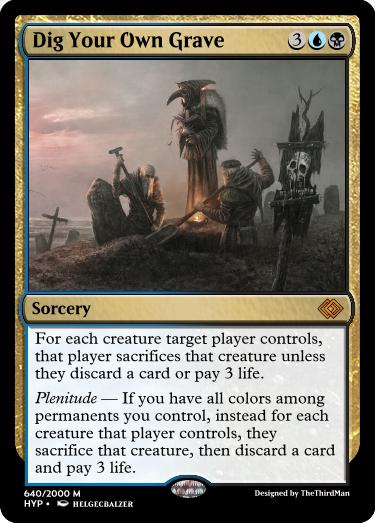 Dig Your Own Grave 3
Sorcery
For each creature target player controls,
that player sacrifices that creature unless
they discard a card or pay 3 life.
Plenitude — If you have all colors among
permanents you control, instead for each
creature that player controls, they
sacrifice that creature, then discard a card
and pay 3 life.
640/2000 M
HYP • HELGECBALZER
Designed by TheThirdMan